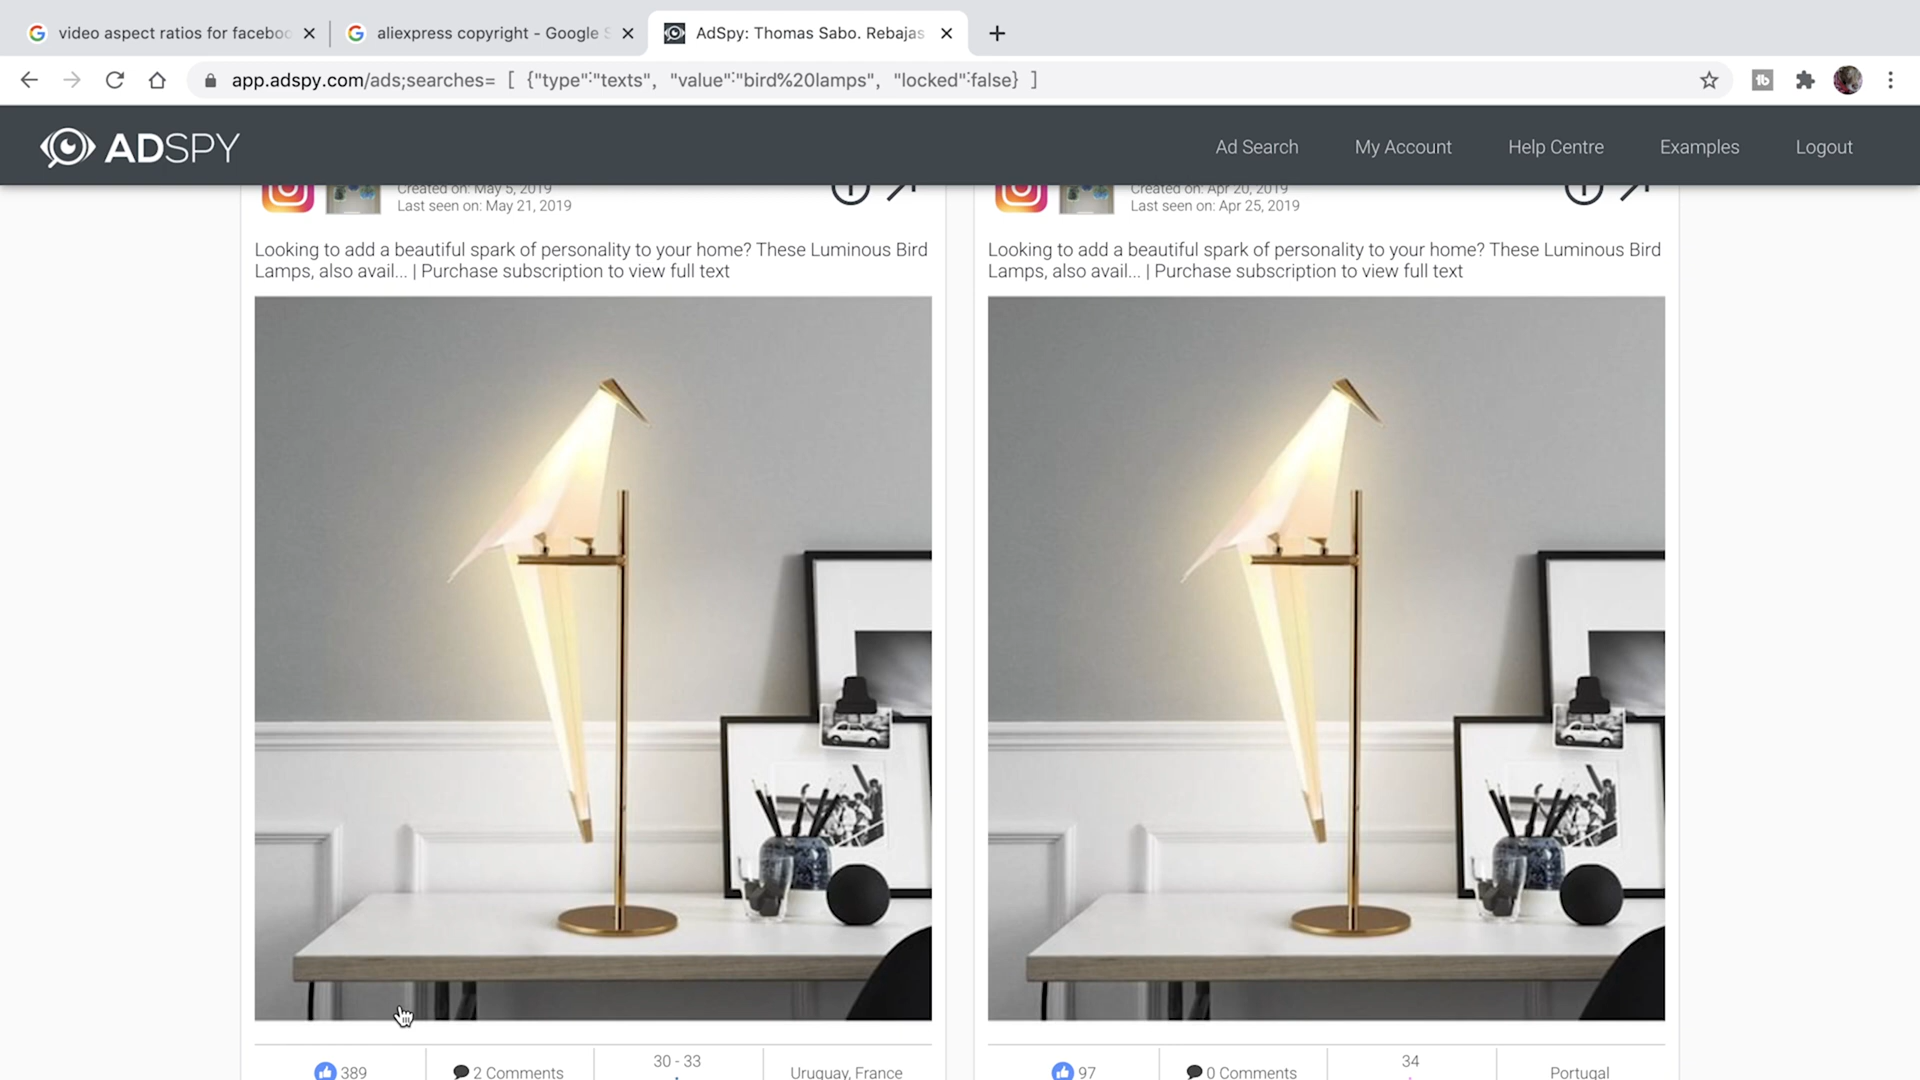 video aspect ratios for faceboo
aliexpress copyright - Google S
AdSpy: Thomas Sabo. Rebajas
app.adspy.com/ads;searches= [ {"type":"texts", "value":"bird%20lamps", "locked":false} ]
ADSPY
Ad Search
My Account
Help Centre
Examples
Logout
Created on: May 5, 2019
Last seen on: May 21, 2019
Looking to add a beautiful spark of personality to your home? These Luminous Bird
Lamps, also avail... | Purchase subscription to view full text
389
2 Comments
30 - 33
Uruguay, France
Created on: Apr 20, 2019
Last seen on: Apr 25, 2019
Looking to add a beautiful spark of personality to your home? These Luminous Bird
Lamps, also avail... | Purchase subscription to view full text
97
0 Comments
34
Portugal